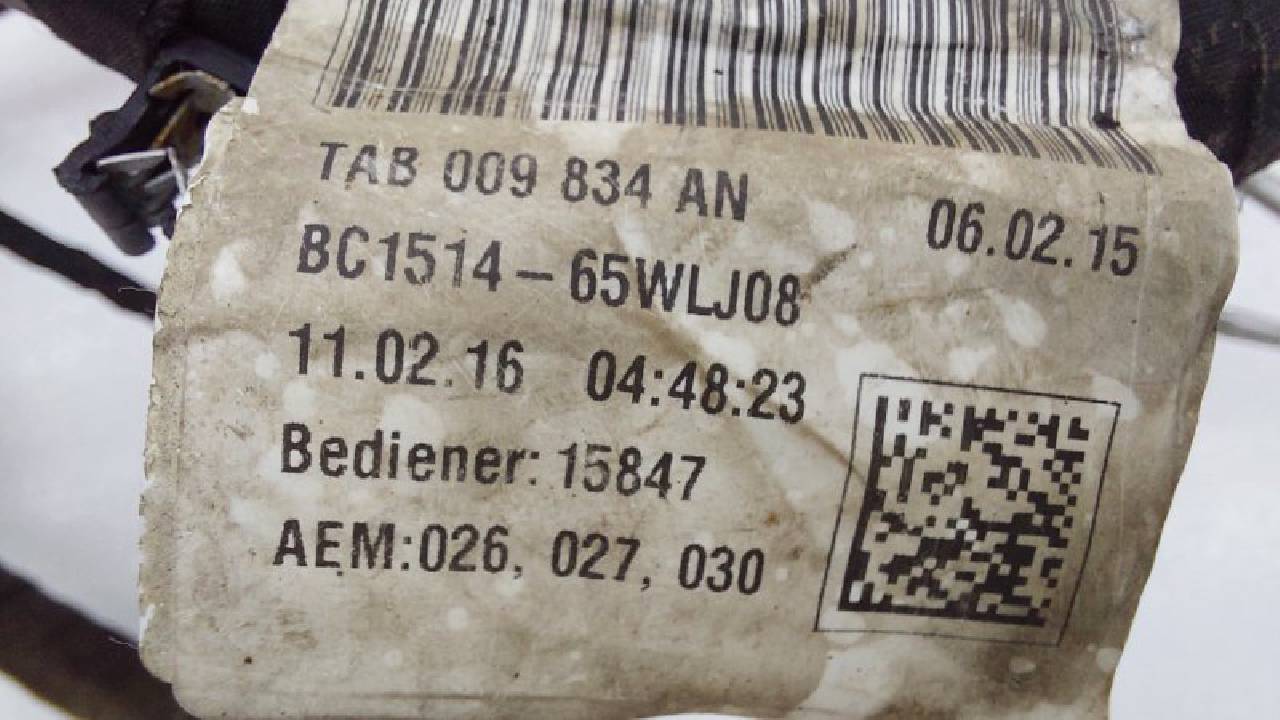 TAB 009 834 AN 06.02.15
BC1514-65WLJ08
11.02.16 04:48:23
Bediener: 15847
AEM:026, 027, 030